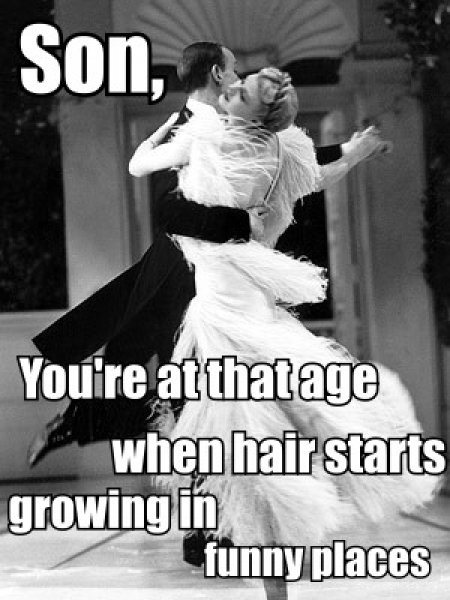 Son,
You're at that age
when hair starts
growing in
funny places